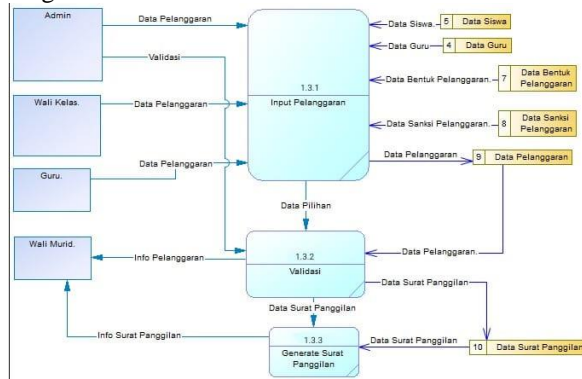 Admin
Data Pelanggaran
Validasi
Wali Kelas.
Data Pelanggaran
Data Pelanggaran
Guru.
Wali Murid.
1.3.1
Input Pelanggaran
Data Siswa.
5 Data Siswa
Data Guru
4 Data Guru
Data Bentuk Pelanggaran.
7 Data Bentuk
Pelanggaran
Data Sanksi Pelanggaran.
8 Data Sanksi
Pelanggaran
Data Pelanggaran
9 Data Pelanggaran
Data Pilihan
Info Pelanggaran
1.3.2
Validasi
Data Pelanggaran.
Data Surat Panggilan
Data Surat Panggilan
Info Surat Panggilan
1.3.3
Generate Surat
Panggilan
Data Surat Panggilan
10 Data Surat Panggilan